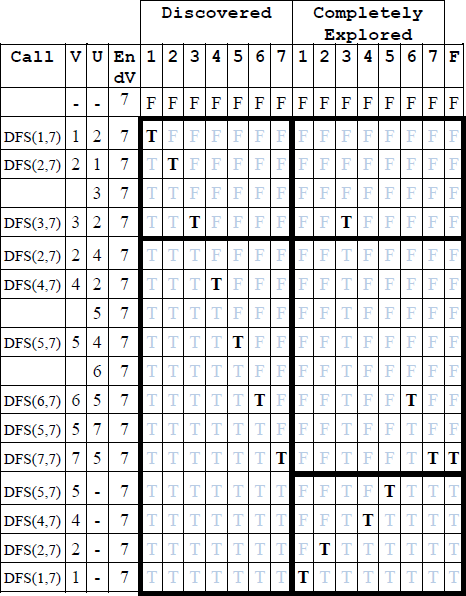 Discovered Completely
Explored
Call V U En 1 2 3 4 5 6 7 1 2 3 4 5 6 7 F
dV
- - 7 F F F F F F F F F F F F F F F
DFS(1,7) 1 2 7 T F F F F F F F F F F F F F F
DFS(2,7) 2 1 7 T T F F F F F F F F F F F F F
3 7 T T F F F F F F F F F F F F F
DFS(3,7) 3 2 7 T T T F F F F F F T F F F F F
DFS(2,7) 2 4 7 T T T F F F F F F T F F F F F
DFS(4,7) 4 2 7 T T T T F F F F F T F F F F F
5 7 T T T T F F F F F T F F F F F
DFS(5,7) 5 4 7 T T T T T F F F F T F F F F F
6 7 T T T T T F F F F T F F F F F
DFS(6,7) 6 5 7 T T T T T T F F F T F F T F F
DFS(5,7) 5 7 7 T T T T T T F F F T F F T F F
DFS(7,7) 7 5 7 T T T T T T T F F T F F T T T
DFS(5,7) 5 - 7 T T T T T T T F F T F T T T T
DFS(4,7) 4 - 7 T T T T T T T F F T T T T T T
DFS(2,7) 2 - 7 T T T T T T T F T T T T T T T
DFS(1,7) 1 - 7 T T T T T T T T T T T T T T T